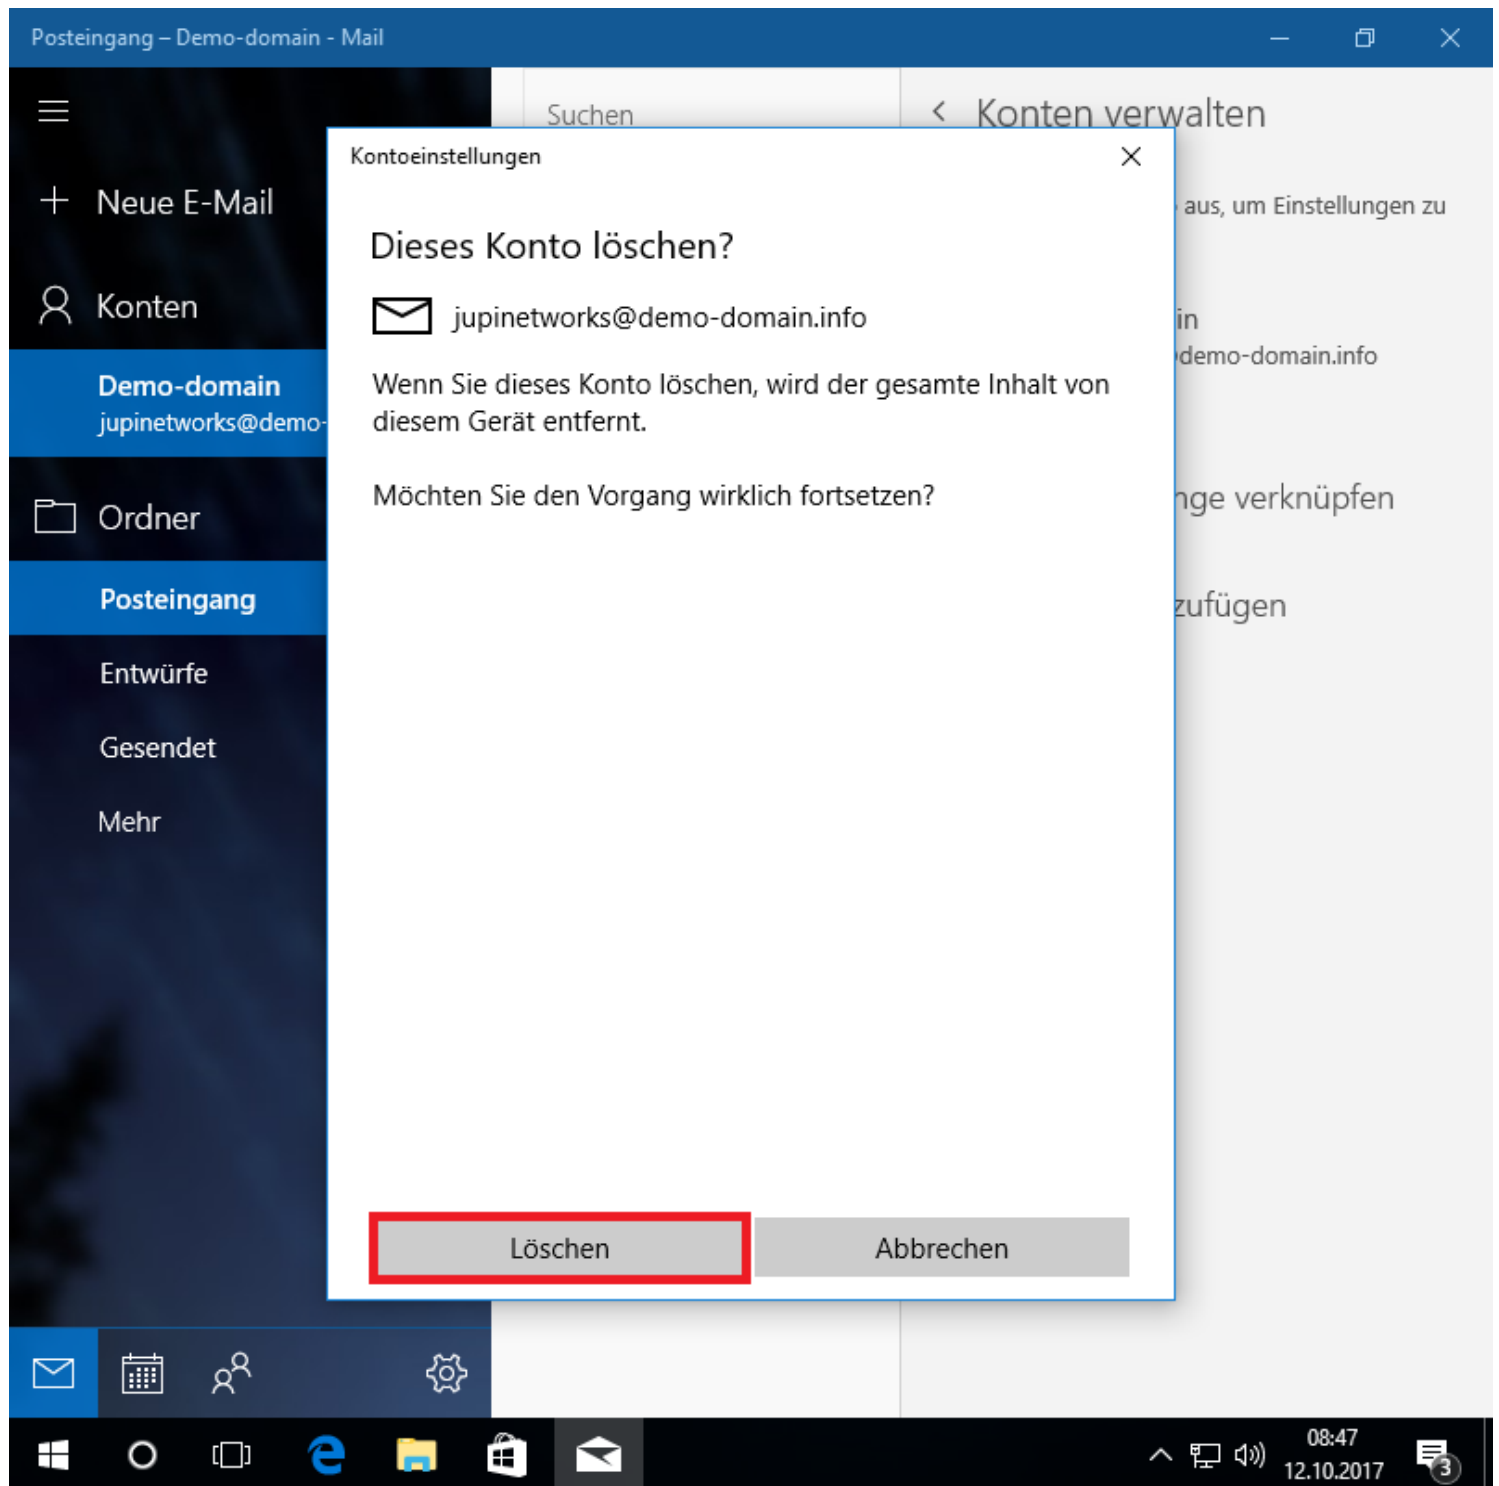 Posteingang – Demo-domain - Mail
Suchen
Konten verwalten
Neue E-Mail
Konten
Demo-domain
jupinetworks@demo-
Ordner
Posteingang
Entwürfe
Gesendet
Mehr
Kontoeinstellungen
Dieses Konto löschen?
jupinetworks@demo-domain.info
Wenn Sie dieses Konto löschen, wird der gesamte Inhalt von
diesem Gerät entfernt.
Möchten Sie den Vorgang wirklich fortsetzen?
Löschen
Abbrechen
aus, um Einstellungen zu
in
demo-domain.info
nge verknüpfen
zufügen
08:47
12.10.2017
3